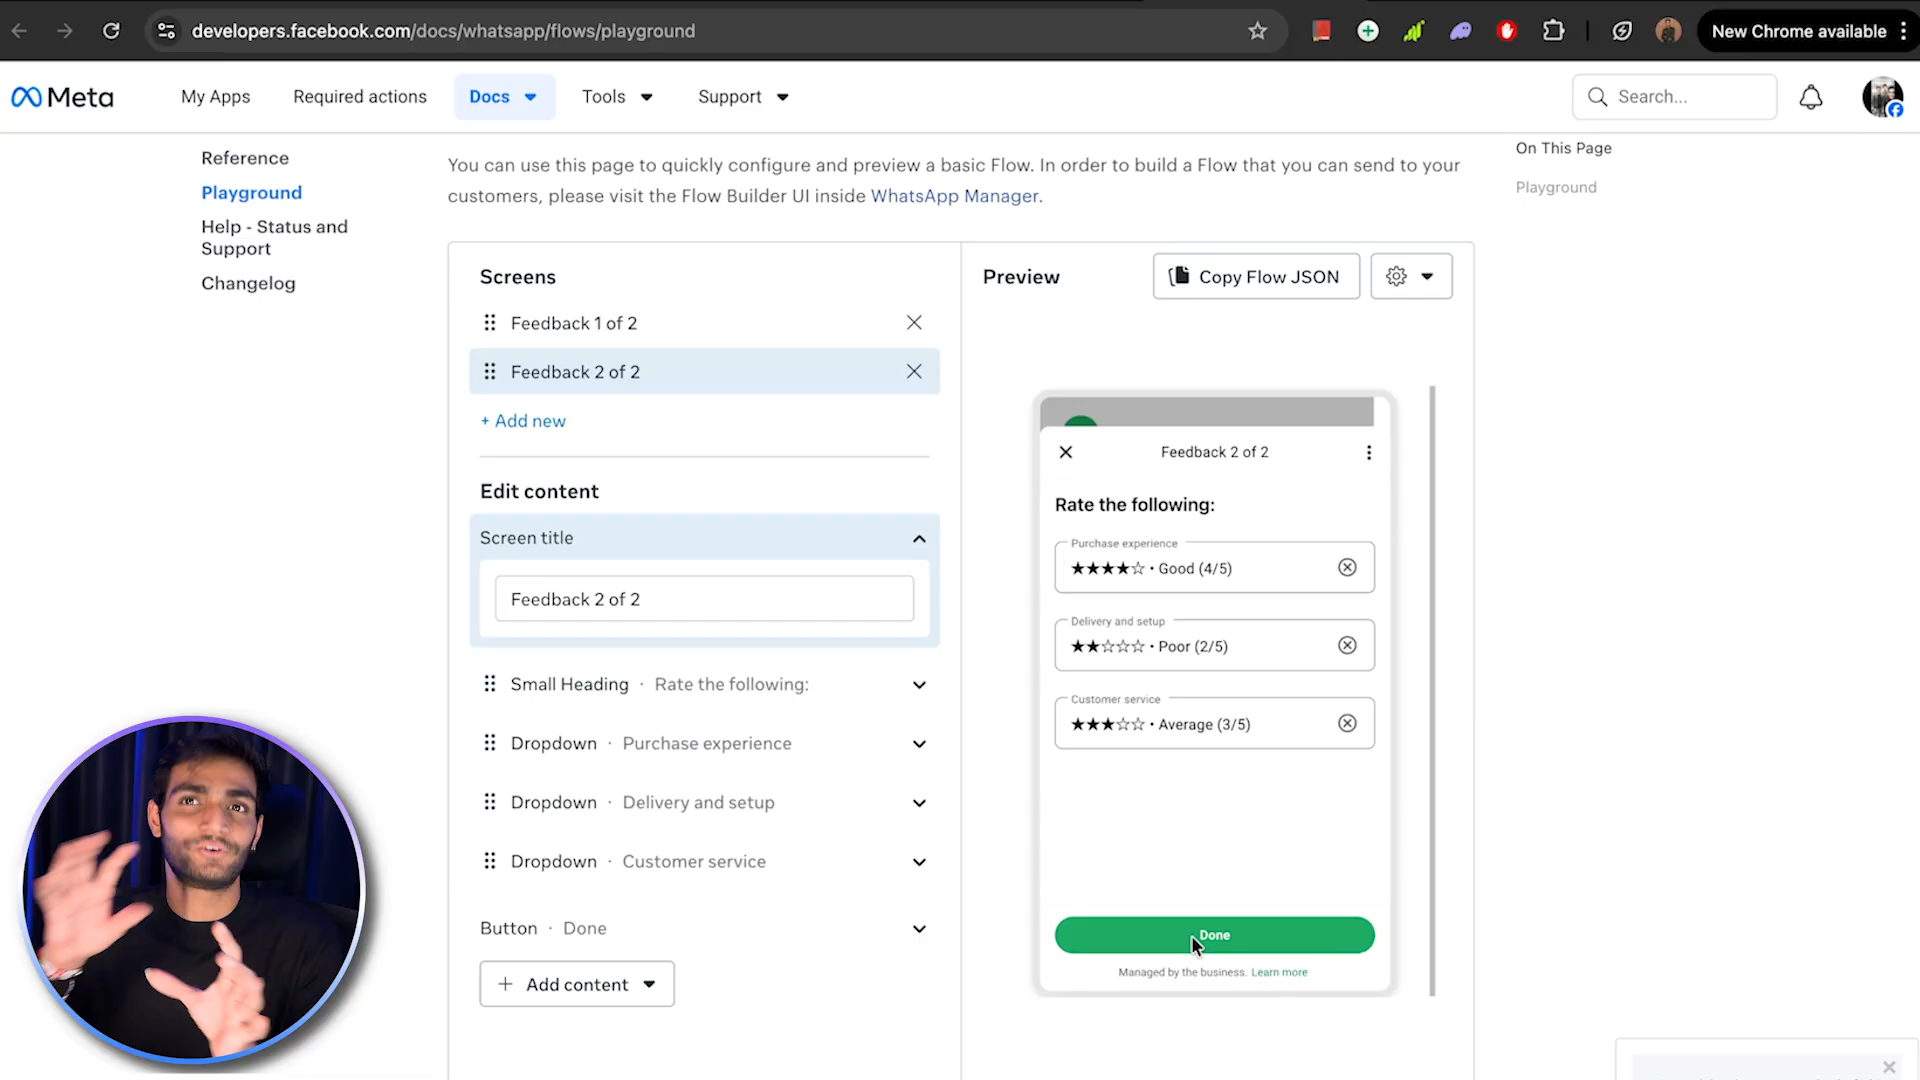 developers.facebook.com/docs/whatsapp/flows/playground
New Chrome available
Meta
My Apps
Required actions
Docs
Tools
Support
Search...
Reference
Playground
Help - Status and
Support
Changelog
You can use this page to quickly configure and preview a basic Flow. In order to build a Flow that you can send to your
customers, please visit the Flow Builder UI inside WhatsApp Manager.
On This Page
Playground
Screens
Feedback 1 of 2
Feedback 2 of 2
+ Add new
Edit content
Screen title
Feedback 2 of 2
Small Heading · Rate the following:
Dropdown · Purchase experience
Dropdown · Delivery and setup
Dropdown · Customer service
Button · Done
+ Add content
Preview
Copy Flow JSON
Feedback 2 of 2
Rate the following:
Purchase experience
★★★★☆ • Good (4/5)
Delivery and setup
★★☆☆☆ • Poor (2/5)
Customer service
★★★☆☆ • Average (3/5)
Done
Managed by the business. Learn more